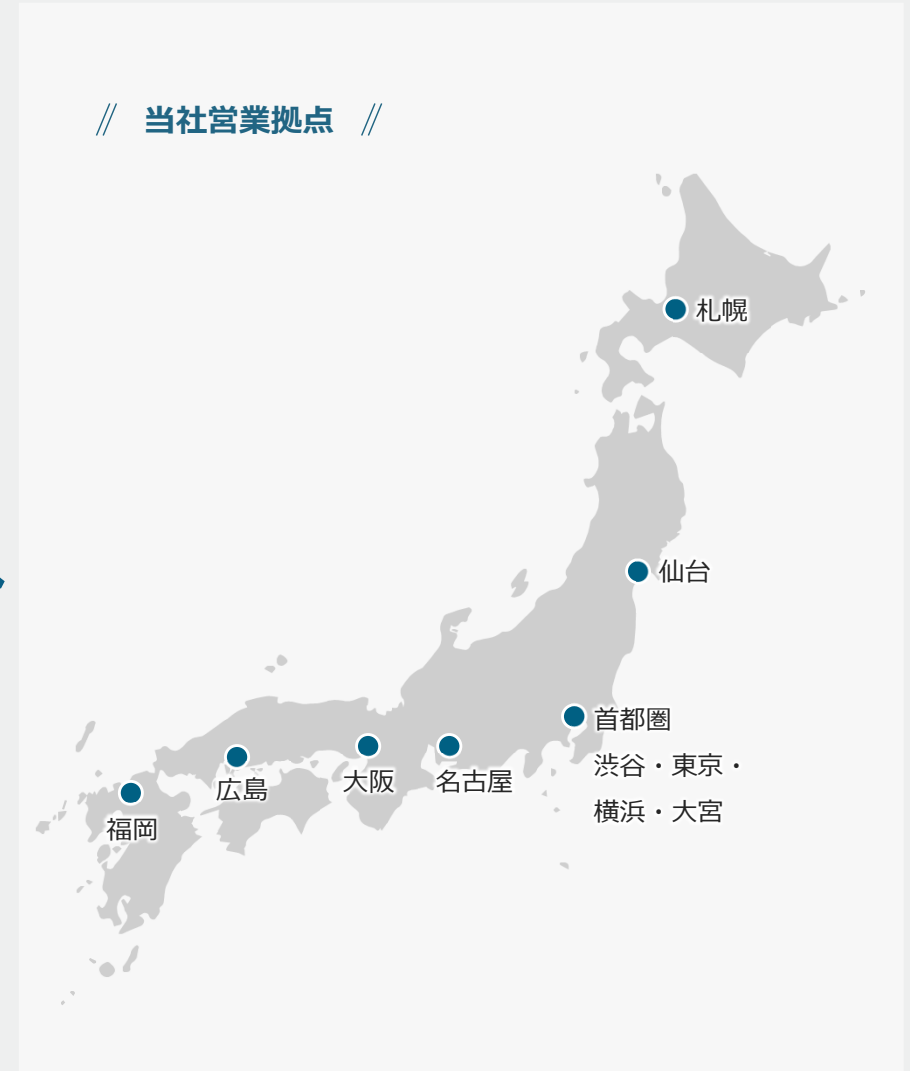 当社営業拠点
札幌
仙台
首都圏
渋谷・東京・
横浜・大宮
名古屋
大阪
広島
福岡